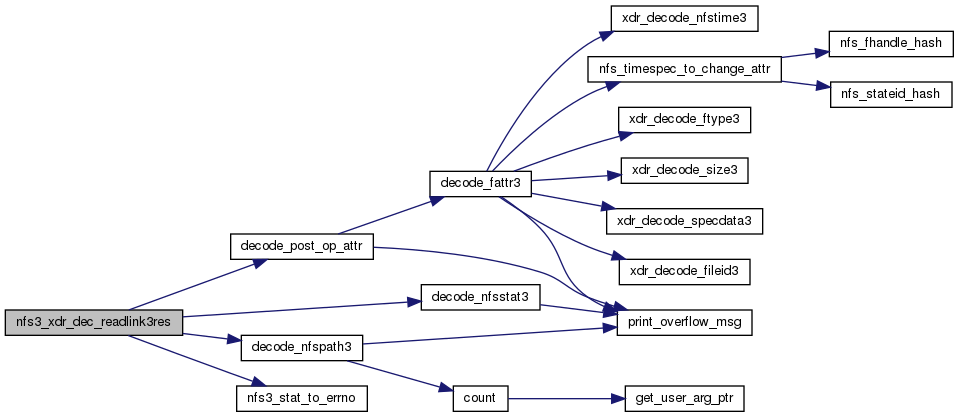 xdr_decode_nfstime3
nfs_fhandle_hash
nfs_timespec_to_change_attr
nfs_stateid_hash
xdr_decode_ftype3
xdr_decode_size3
decode_fattr3
xdr_decode_specdata3
decode_post_op_attr
xdr_decode_fileid3
decode_nfsstat3
nfs3_xdr_dec_readlink3res
print_overflow_msg
decode_nfspath3
nfs3_stat_to_errno
count
get_user_arg_ptr